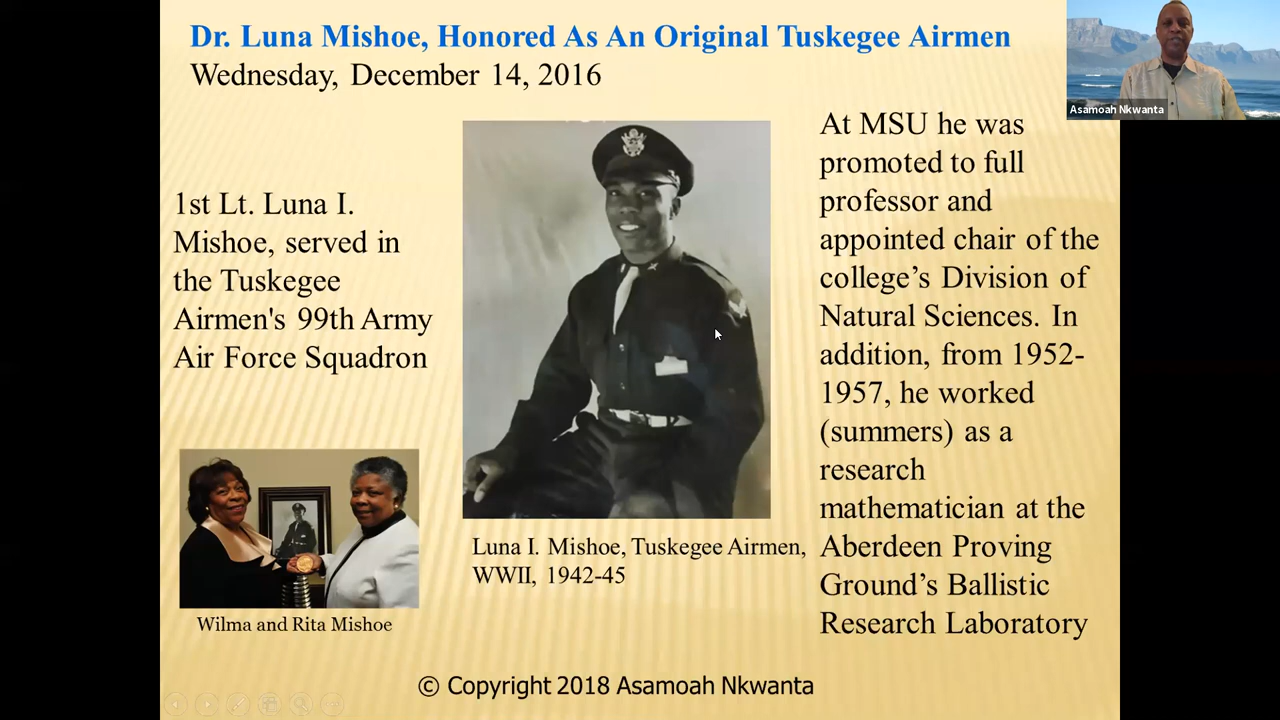 Dr. Luna Mishoe, Honored As An Original Tuskegee Airmen
Wednesday, December 14, 2016
1st Lt. Luna I.
Mishoe, served in
the Tuskegee
Airmen's 99th Army
Air Force Squadron
Wilma and Rita Mishoe
Luna I. Mishoe, Tuskegee Airmen,
WWII, 1942-45
At MSU he was
promoted to full
professor and
appointed chair of the
college’s Division of
Natural Sciences. In
addition, from 1952-
1957, he worked
(summers) as a
research
mathematician at the
Aberdeen Proving
Ground’s Ballistic
Research Laboratory
© Copyright 2018 Asamoah Nkwanta
Asamoah Nkwanta